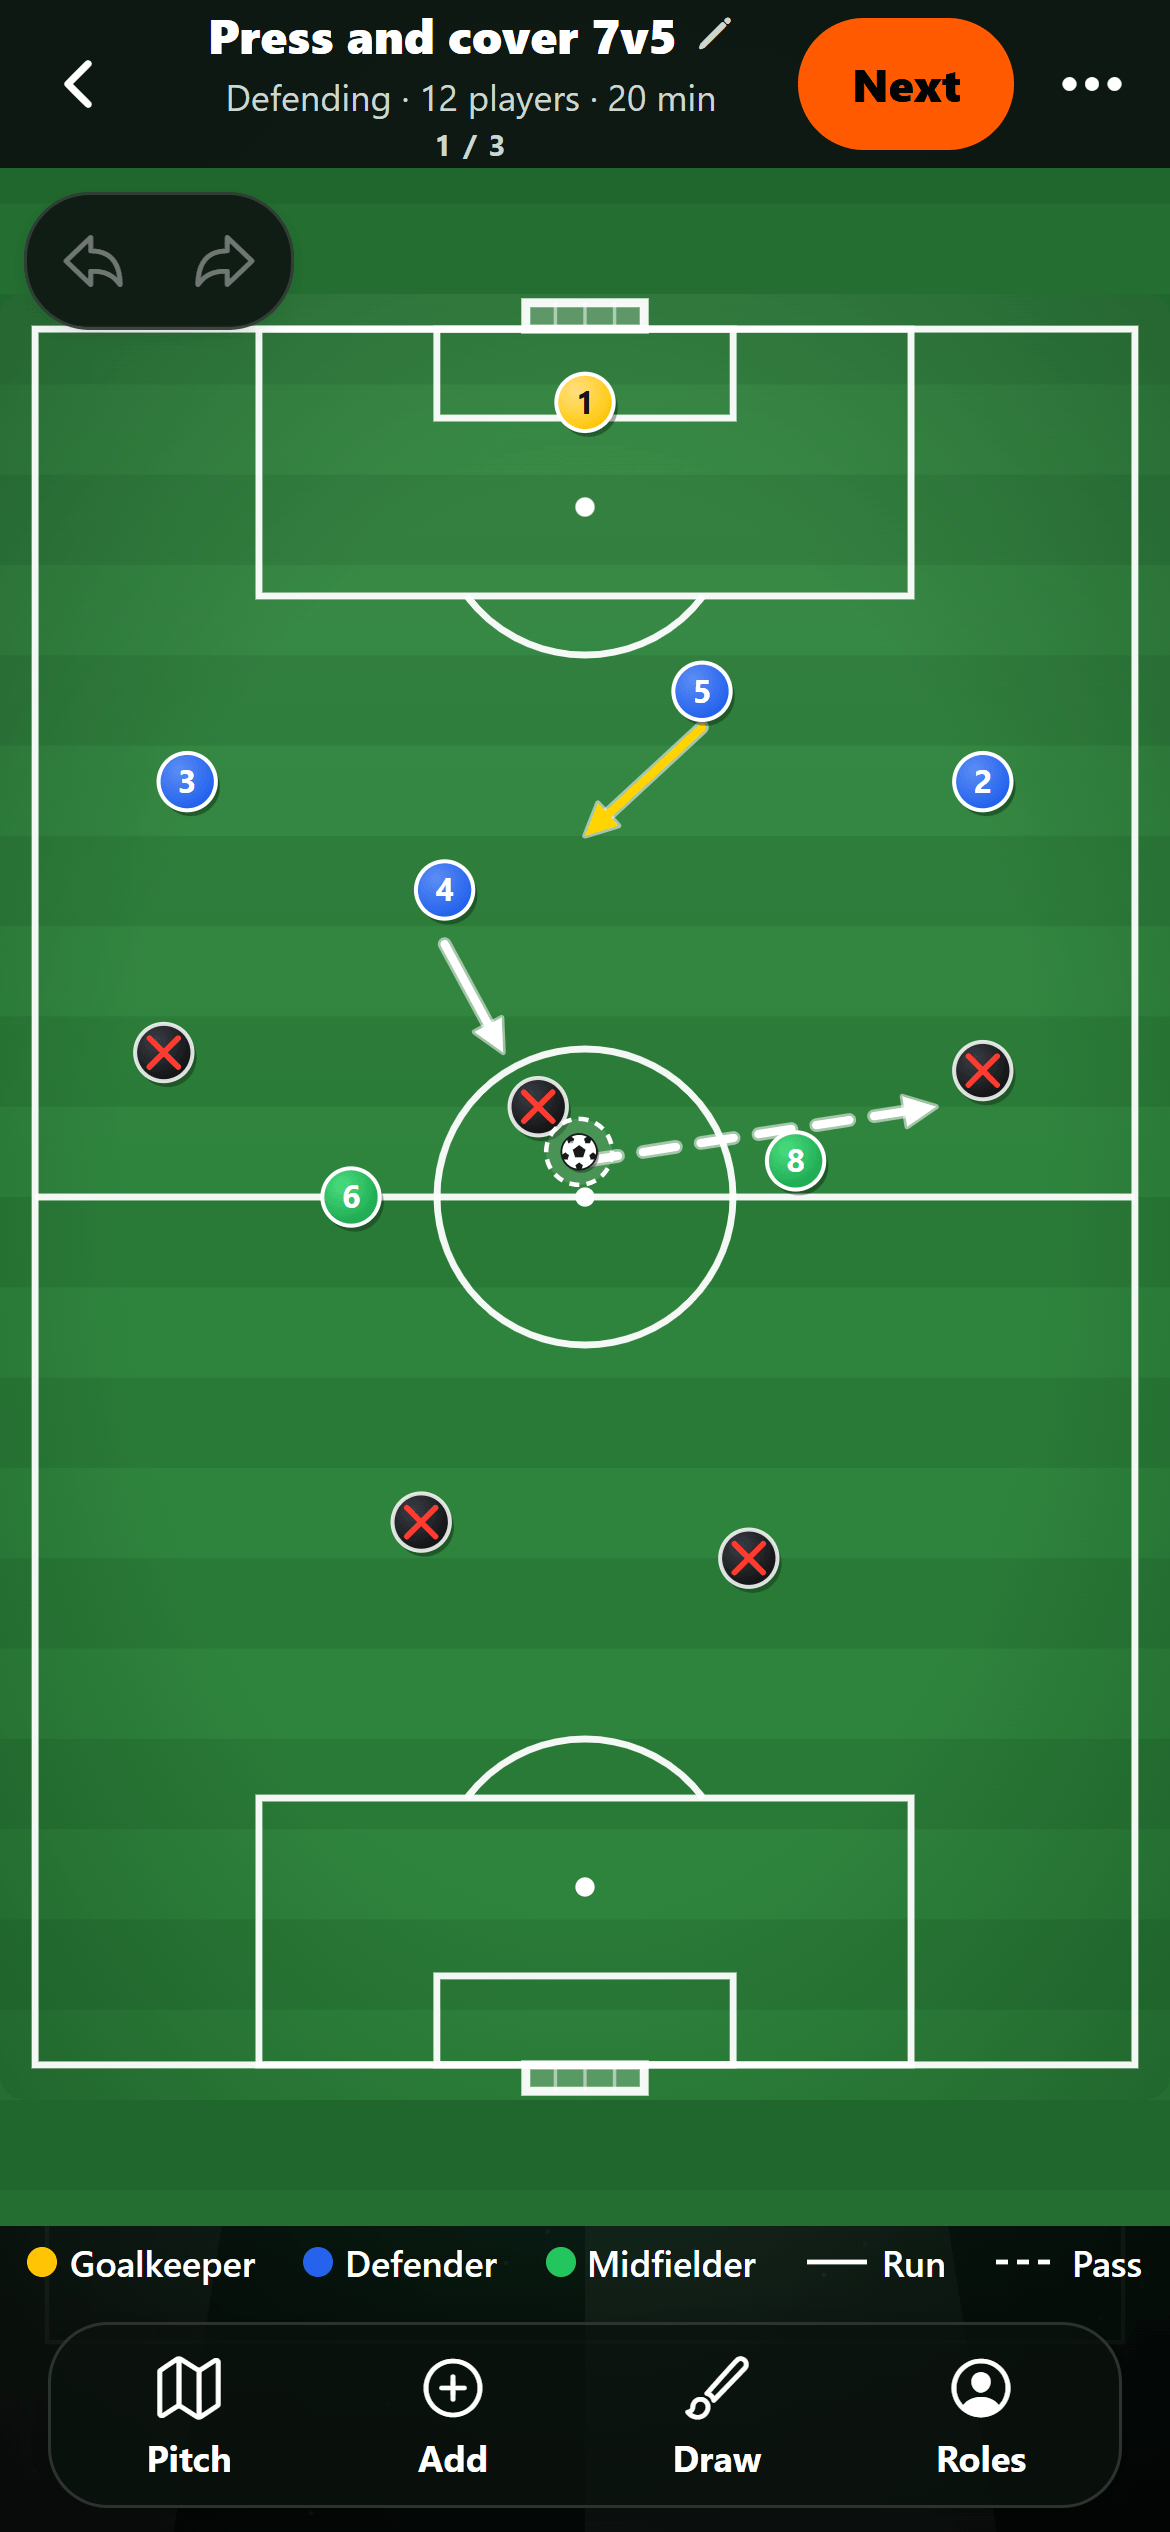 Press and cover 7v5
Defending · 12 players · 20 min
1 / 3
Next
1
5
3
2
4
8
6
Goalkeeper
Defender
Midfielder
Run
Pass
Pitch
Add
Draw
Roles